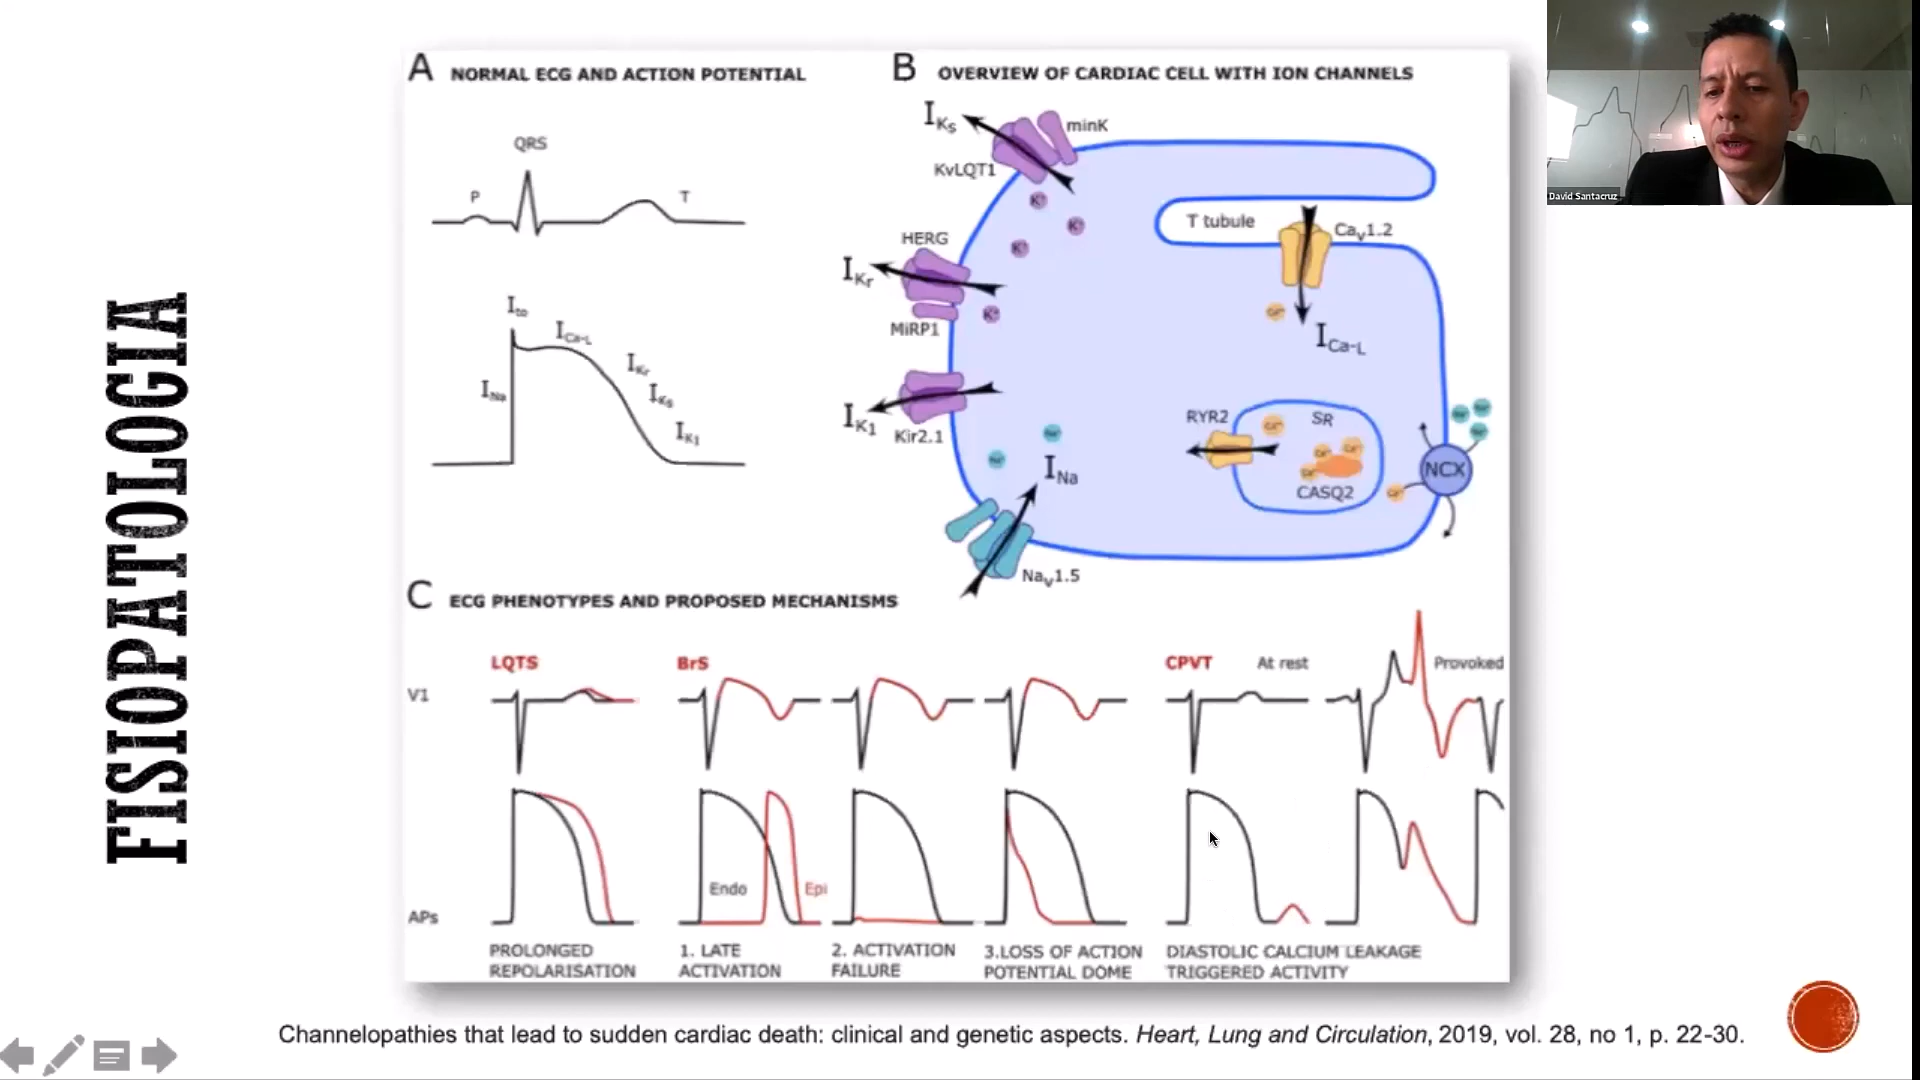 FISIOPATOLOGIA
A NORMAL ECG AND ACTION POTENTIAL
QRS
P
T
Ito
ICa-L
IKr
INa
IKs
IK1
B OVERVIEW OF CARDIAC CELL WITH ION CHANNELS
IKs
minK
KvLQT1
K⁺
K⁺
K⁺
T tubule
Cav1.2
HERG
IKr
K⁺
MiRP1
ICa-L
IK1
Kir2.1
RYR2
SR
CASQ2
NCX
INa
Nav1.5
C ECG PHENOTYPES AND PROPOSED MECHANISMS
LQTS
BrS
CPVT
At rest
Provoked
V1
Endo
Epi
APs
PROLONGED
REPOLARISATION
1. LATE
ACTIVATION
2. ACTIVATION
FAILURE
3.LOSS OF ACTION
POTENTIAL DOME
DIASTOLIC CALCIUM LEAKAGE
TRIGGERED ACTIVITY
Channelopathies that lead to sudden cardiac death: clinical and genetic aspects. Heart, Lung and Circulation, 2019, vol. 28, no 1, p. 22-30.
David Santacruz